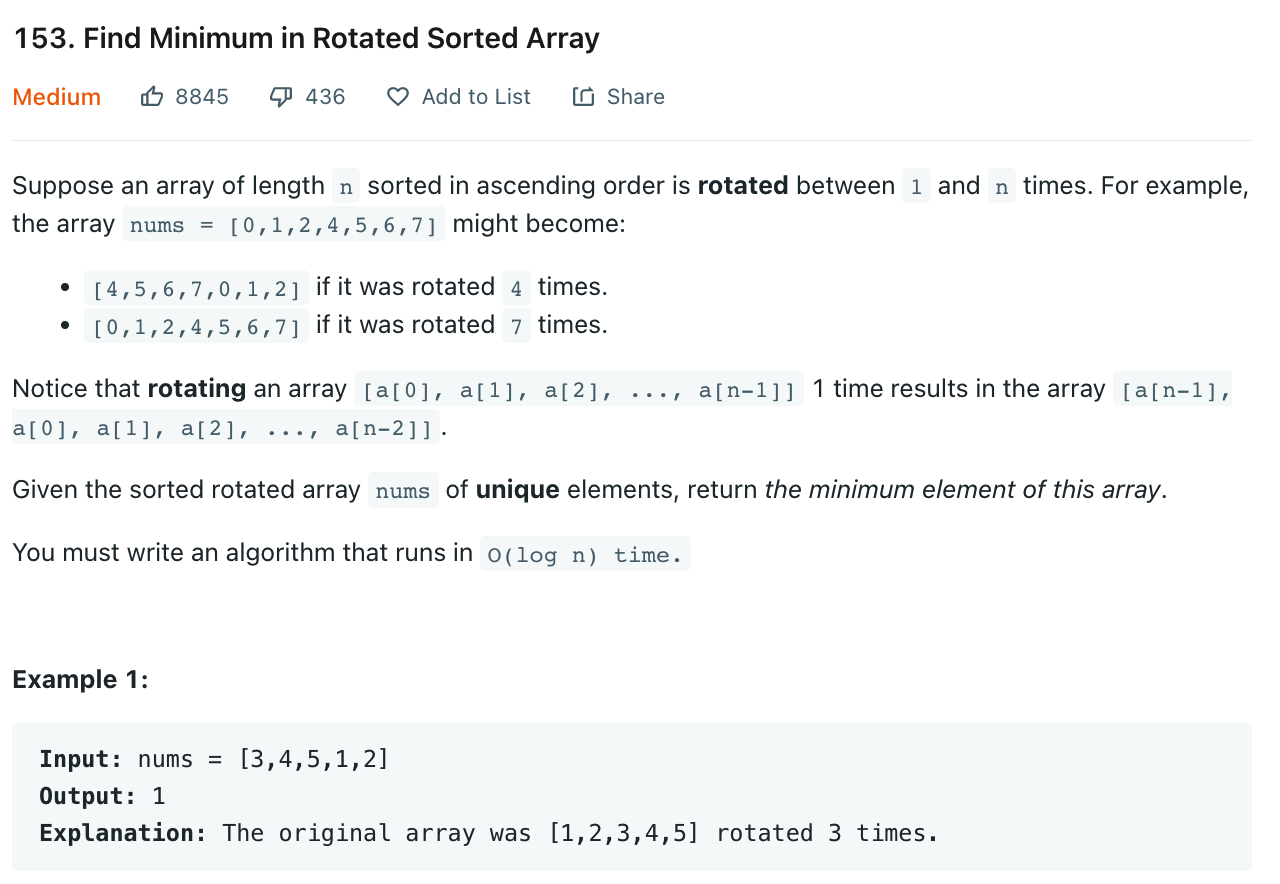 153. Find Minimum in Rotated Sorted Array
Medium 8845 436 Add to List Share
Suppose an array of length n sorted in ascending order is rotated between 1 and n times. For example,
the array nums = [0,1,2,4,5,6,7] might become:
• [4,5,6,7,0,1,2] if it was rotated 4 times.
• [0,1,2,4,5,6,7] if it was rotated 7 times.
Notice that rotating an array [a[0], a[1], a[2], ..., a[n-1]] 1 time results in the array [a[n-1],
a[0], a[1], a[2], ..., a[n-2]].
Given the sorted rotated array nums of unique elements, return the minimum element of this array.
You must write an algorithm that runs in O(log n) time.
Example 1:
Input: nums = [3,4,5,1,2]
Output: 1
Explanation: The original array was [1,2,3,4,5] rotated 3 times.